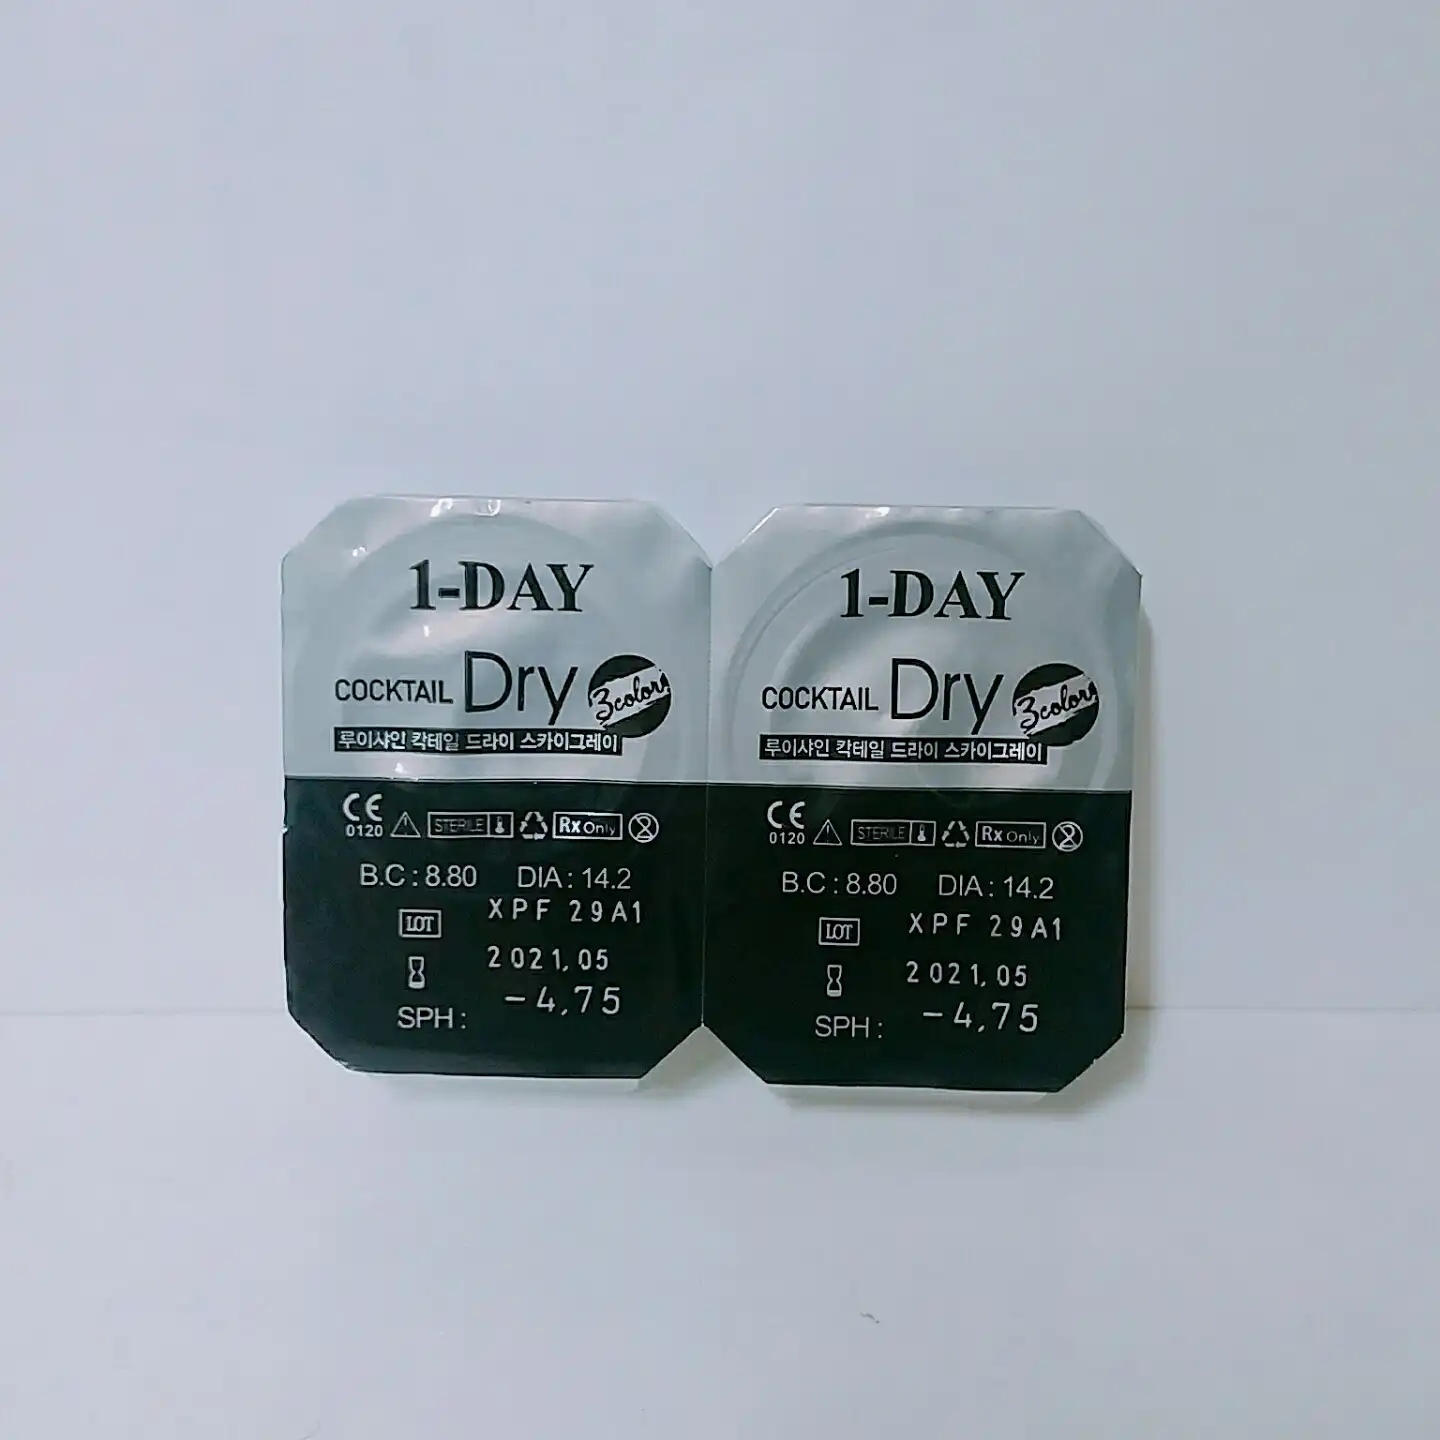 1-DAY
COCKTAIL Dry 3colors
루이샤인 칵테일 드라이 스카이그레이
CE 0120 STERILE Rx Only 2
B.C : 8.80 DIA : 14.2
LOT XPF 29A1
2021.05
SPH : -4.75
1-DAY
COCKTAIL Dry 3colors
루이샤인 칵테일 드라이 스카이그레이
CE 0120 STERILE Rx Only 2
B.C : 8.80 DIA : 14.2
LOT XPF 29A1
2021.05
SPH : -4.75